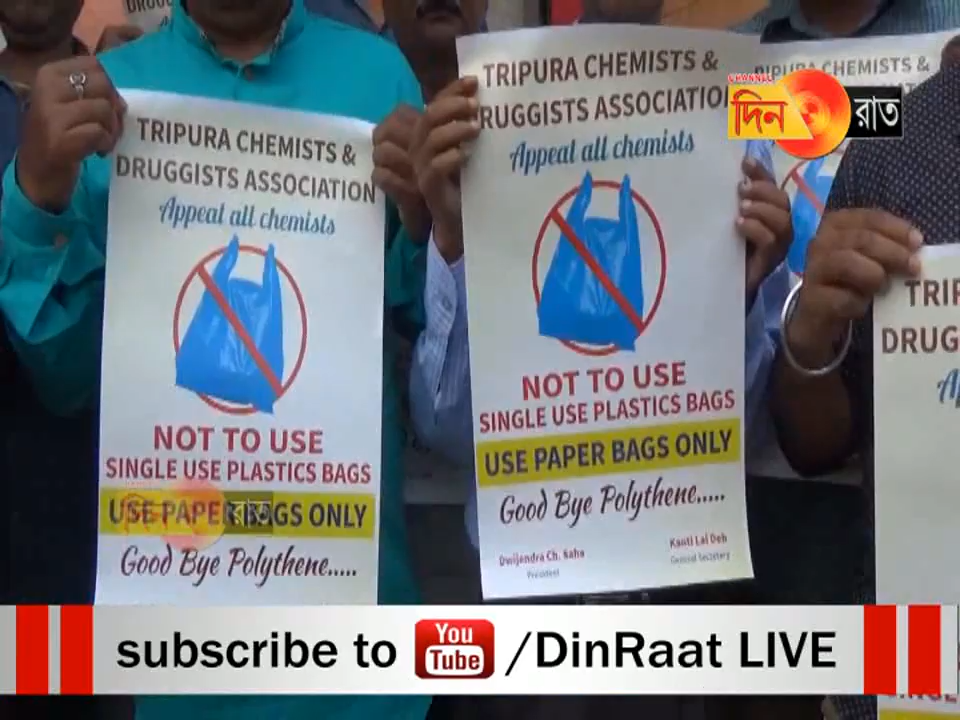 TRIPURA CHEMISTS &
DRUGGISTS ASSOCIATION
Appeal all chemists
NOT TO USE
SINGLE USE PLASTICS BAGS
USE PAPER BAGS ONLY
Good Bye Polythene.....
TRIPURA CHEMISTS &
DRUGGISTS ASSOCIATION
Appeal all chemists
NOT TO USE
SINGLE USE PLASTICS BAGS
USE PAPER BAGS ONLY
Good Bye Polythene.....
Dwijendra Ch. Saha
President
Kanti Lal Deb
General Secretary
TRIPURA CHEMISTS &
CHANNEL
দিন রাত
TRIP
DRUGG
Ap
subscribe to You Tube /DinRaat LIVE